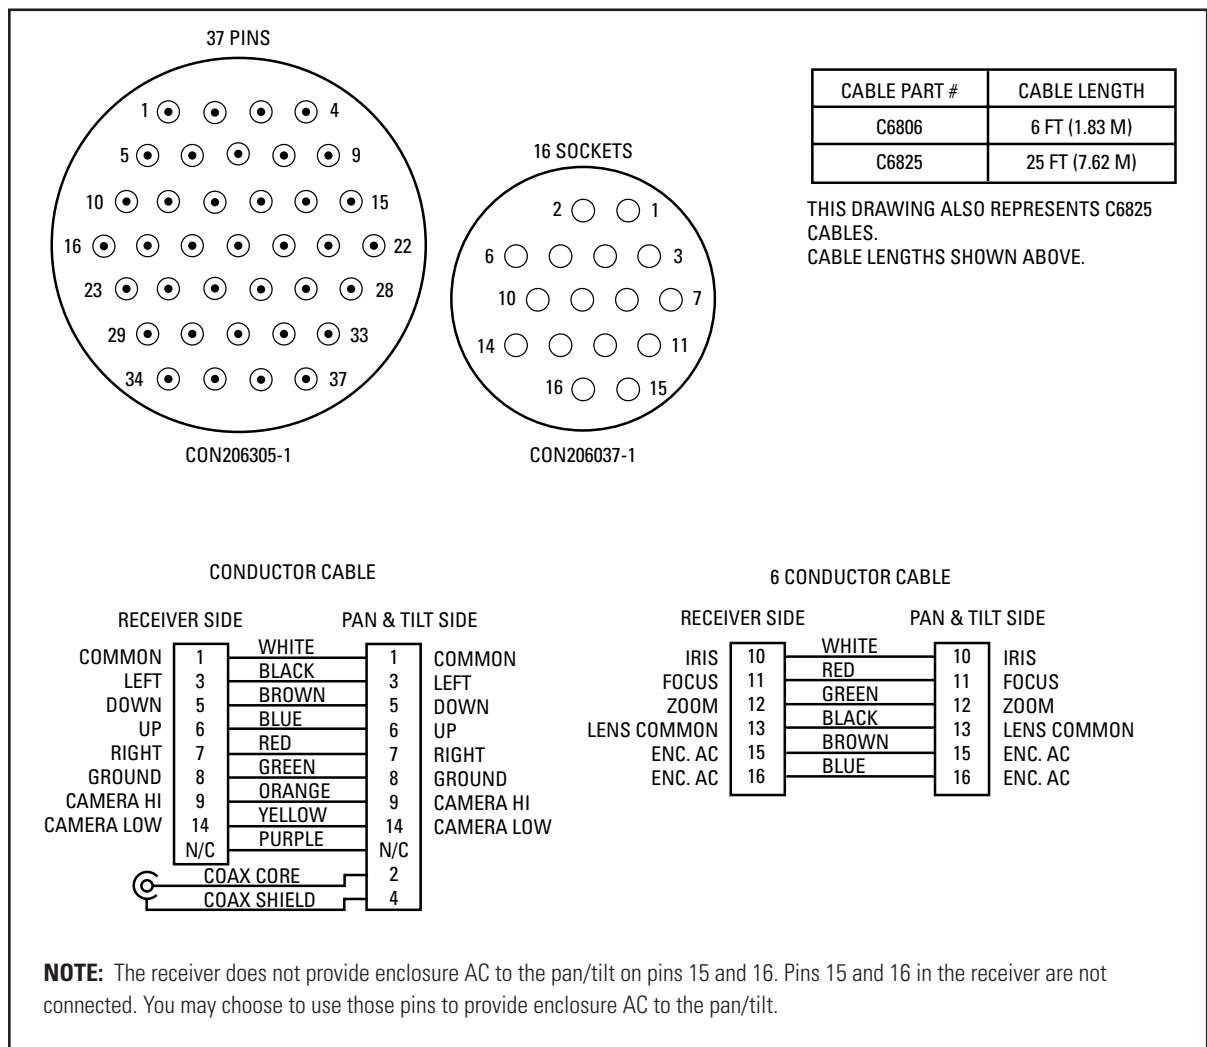 37 PINS
1 4
5 9
10 15
16 22
23 28
29 33
34 37
CON206305-1
16 SOCKETS
2 1
6 3
10 7
14 11
16 15
CON206037-1
CABLE PART # CABLE LENGTH
C6806 6 FT (1.83 M)
C6825 25 FT (7.62 M)
THIS DRAWING ALSO REPRESENTS C6825
CABLES.
CABLE LENGTHS SHOWN ABOVE.
CONDUCTOR CABLE
RECEIVER SIDE PAN & TILT SIDE
COMMON 1 WHITE 1 COMMON
LEFT 3 BLACK 3 LEFT
DOWN 5 BROWN 5 DOWN
UP 6 BLUE 6 UP
RIGHT 7 RED 7 RIGHT
GROUND 8 GREEN 8 GROUND
CAMERA HI 9 ORANGE 9 CAMERA HI
CAMERA LOW 14 YELLOW 14 CAMERA LOW
N/C PURPLE N/C
COAX CORE 2
COAX SHIELD 4
6 CONDUCTOR CABLE
RECEIVER SIDE PAN & TILT SIDE
IRIS 10 WHITE 10 IRIS
FOCUS 11 RED 11 FOCUS
ZOOM 12 GREEN 12 ZOOM
LENS COMMON 13 BLACK 13 LENS COMMON
ENC. AC 15 BROWN 15 ENC. AC
ENC. AC 16 BLUE 16 ENC. AC
NOTE: The receiver does not provide enclosure AC to the pan/tilt on pins 15 and 16. Pins 15 and 16 in the receiver are not
connected. You may choose to use those pins to provide enclosure AC to the pan/tilt.